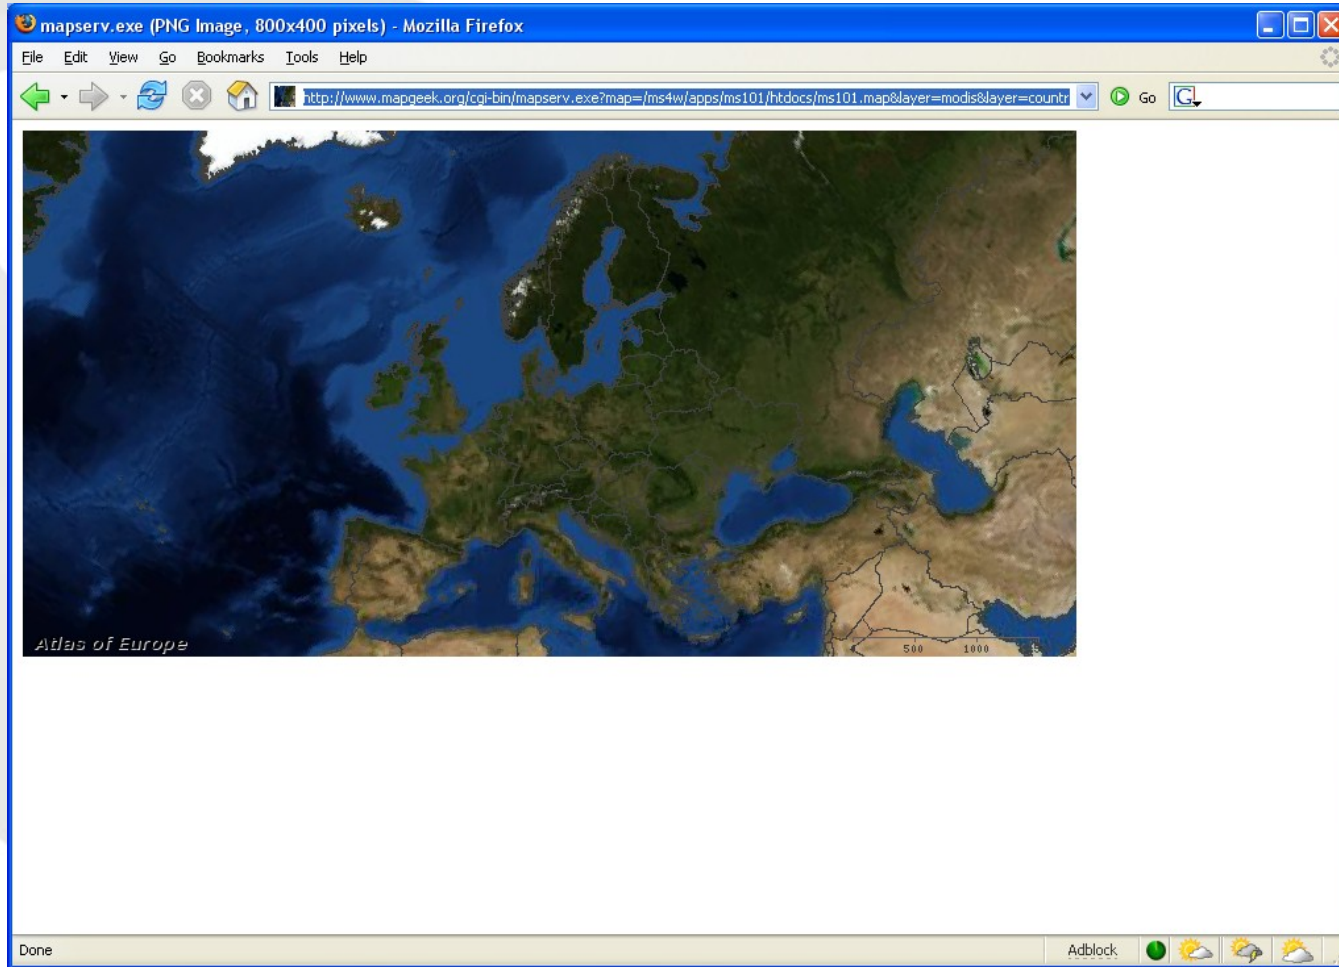 mapserv.exe (PNG Image, 800x400 pixels) - Mozilla Firefox
File Edit View Go Bookmarks Tools Help
http://www.mapgeek.org/cgi-bin/mapserv.exe?map=/ms4w/apps/ms101/htdocs/ms101.map&layer=modis&layer=countr Go G
Atlas of Europe
500 1000
Done Adblock